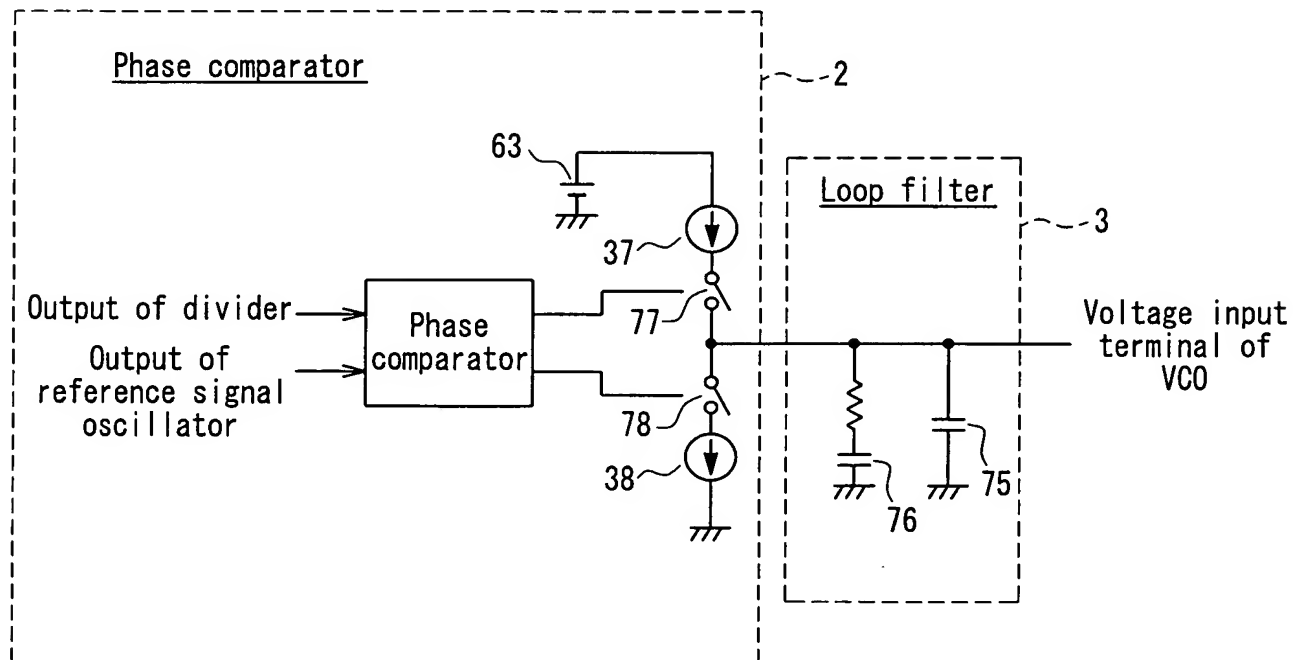 Phase comparator
2
63
Loop filter
3
37
Output of divider
77
Phase
comparator
Voltage input
terminal of
VCO
Output of
reference signal
oscillator
78
38
75
76